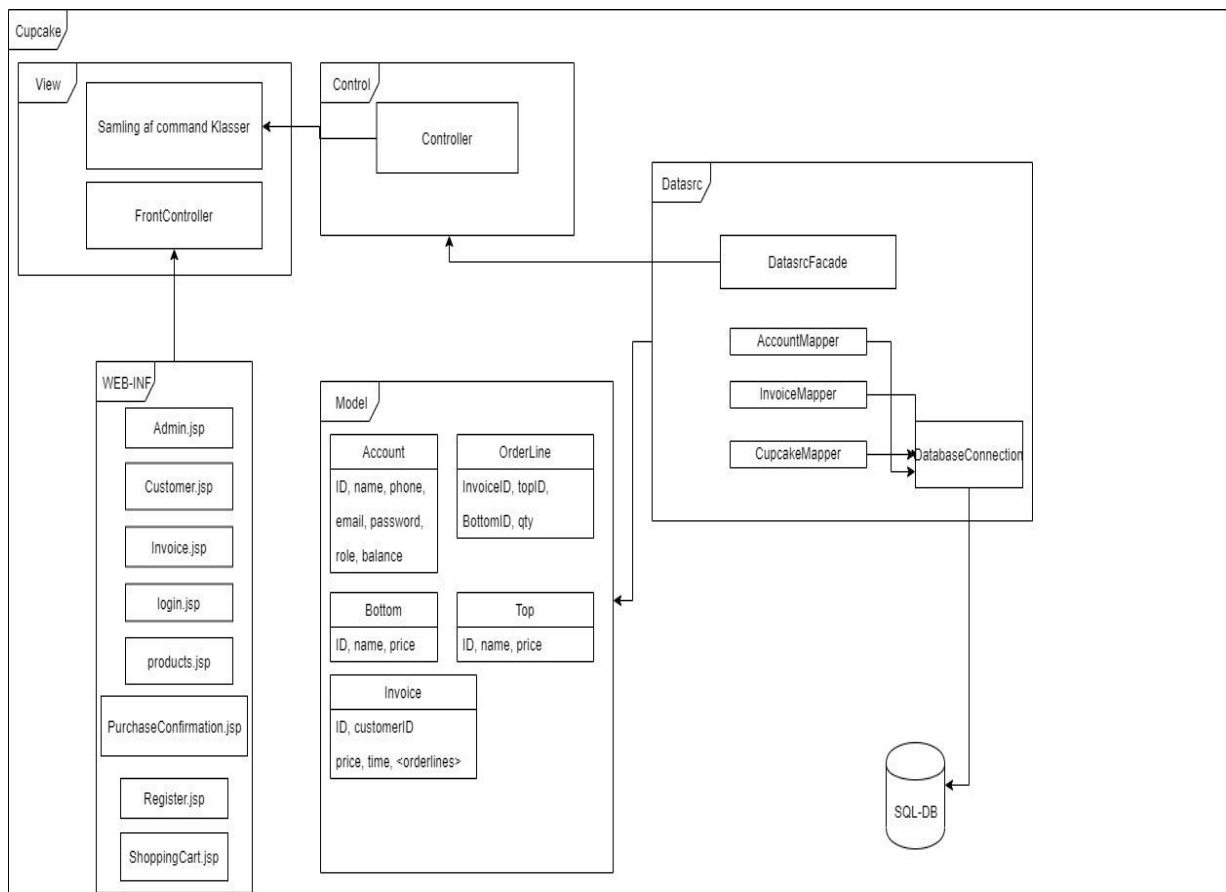 Cupcake
View
Samling af command Klasser
FrontController
Control
Controller
Datasrc
DatasrcFacade
AccountMapper
InvoiceMapper
CupcakeMapper
DatabaseConnection
WEB-INF
Admin.jsp
Customer.jsp
Invoice.jsp
login.jsp
products.jsp
PurchaseConfirmation.jsp
Register.jsp
ShoppingCart.jsp
Model
Account
ID, name, phone,
email, password,
role, balance
OrderLine
InvoiceID, topID,
BottomID, qty
Bottom
ID, name, price
Top
ID, name, price
Invoice
ID, customerID
price, time, <orderlines>
SQL-DB